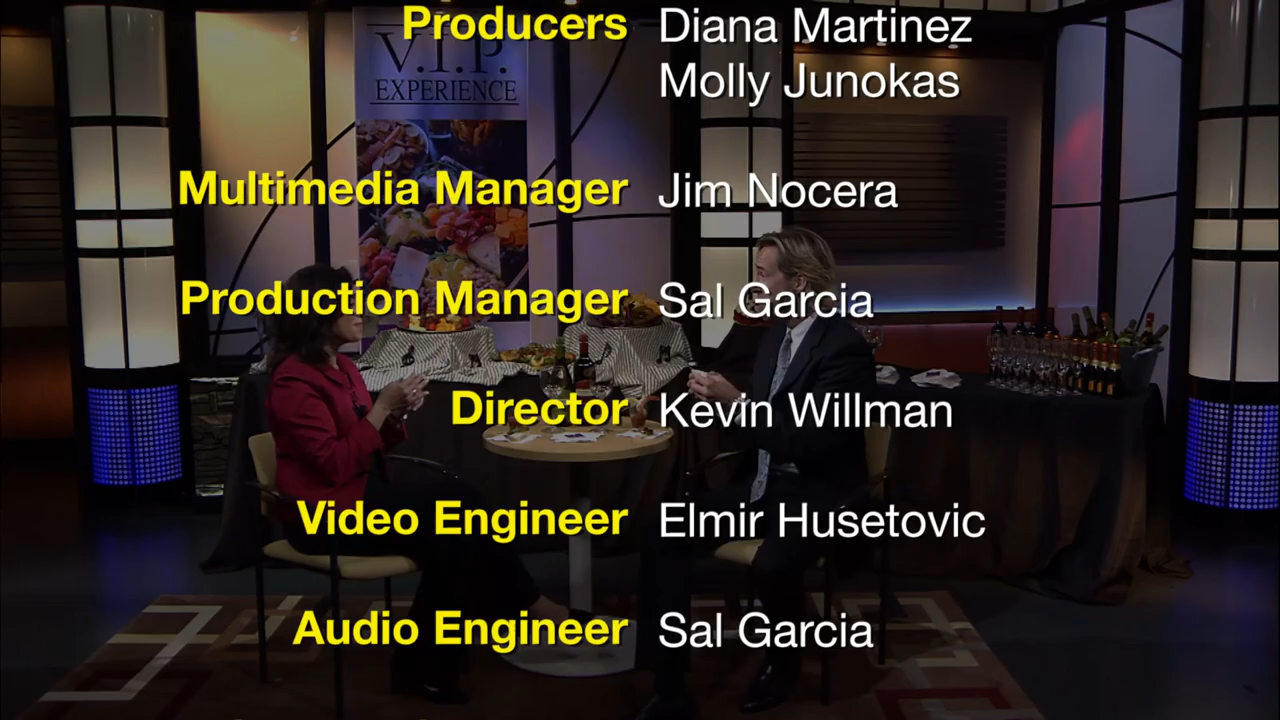 Producers Diana Martinez
Molly Junokas
V.I.P.
EXPERIENCE
Multimedia Manager Jim Nocera
Production Manager Sal Garcia
Director Kevin Willman
Video Engineer Elmir Husetovic
Audio Engineer Sal Garcia